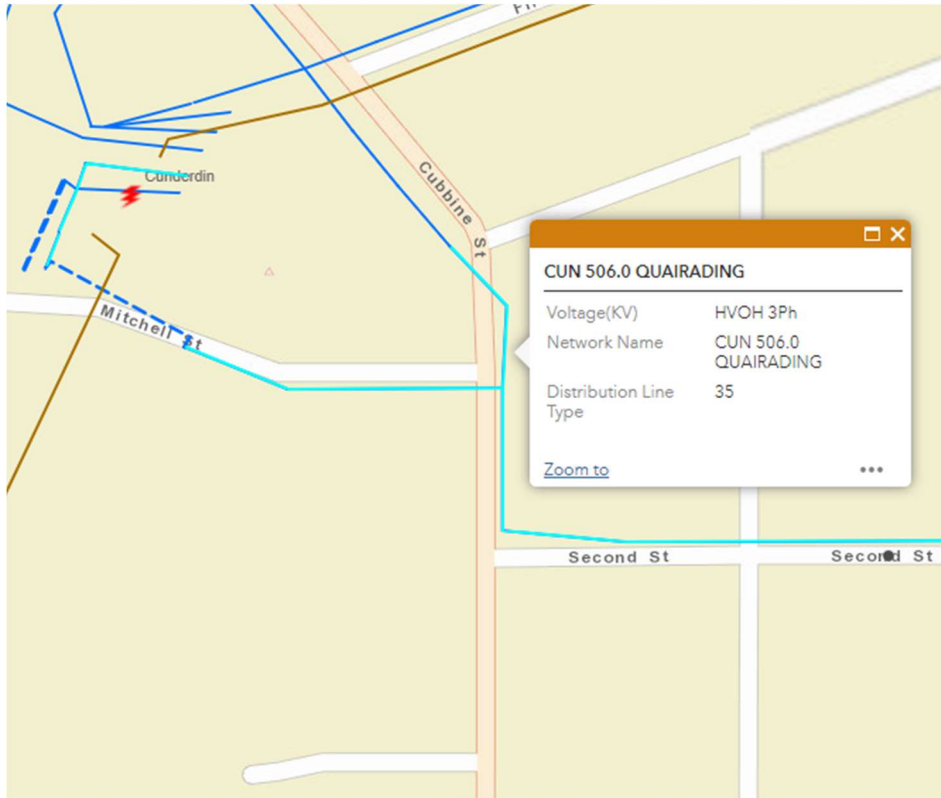 Cunderdin
Cubbine St
Mitchell St
CUN 506.0 QUAIRADING
Voltage(KV) HVOH 3Ph
Network Name CUN 506.0
QUAIRADING
Distribution Line 35
Type
Zoom to
Second St
Second St